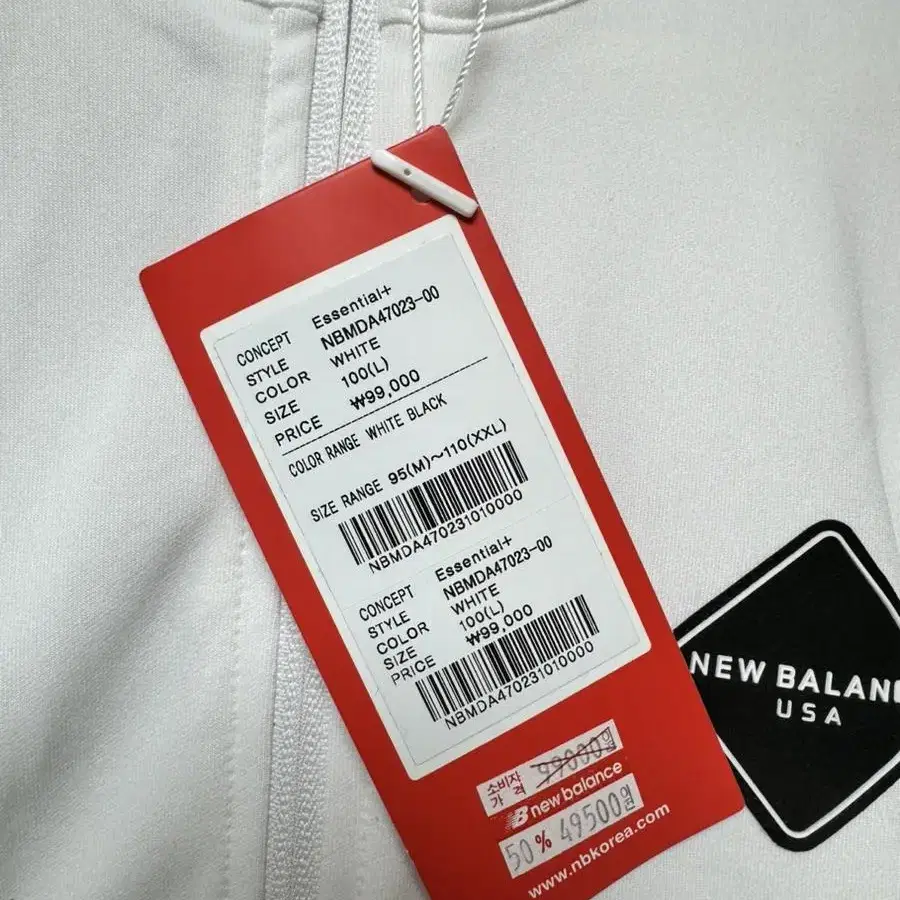 CONCEPT Essential+
STYLE NBMDA47023-00
COLOR WHITE
SIZE 100(L)
PRICE ₩99,000
COLOR RANGE WHITE BLACK
SIZE RANGE 95(M)~110(XXL)
NBMDA470231010000
CONCEPT Essential+
STYLE NBMDA47023-00
COLOR WHITE
SIZE 100(L)
PRICE ₩99,000
NBMDA470231010000
소비자
가 격 99000원
new balance
50% 49500원
www.nbkorea.com
NEW BALAN
USA